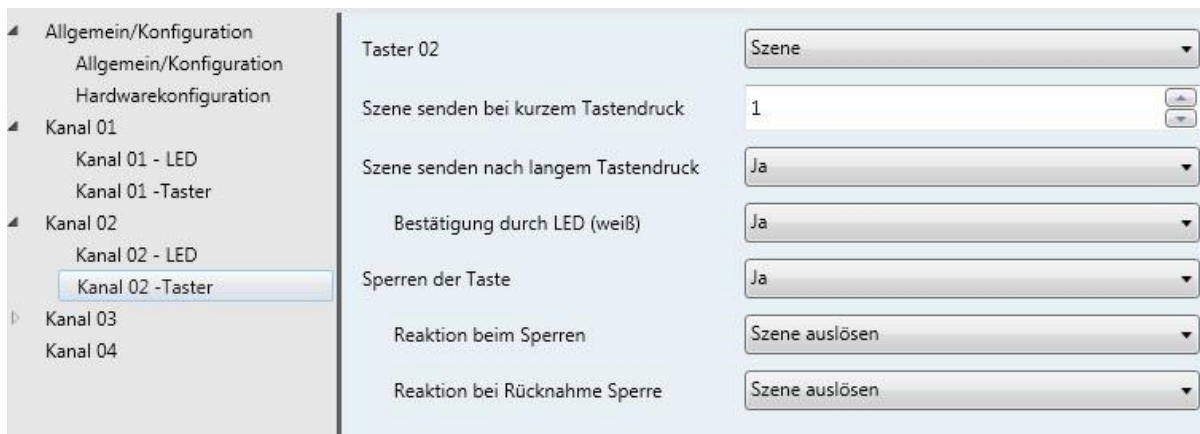 Allgemein/Konfiguration
Allgemein/Konfiguration
Hardwarekonfiguration
Kanal 01
Kanal 01 - LED
Kanal 01 -Taster
Kanal 02
Kanal 02 - LED
Kanal 02 -Taster
Kanal 03
Kanal 04
Taster 02 Szene
Szene senden bei kurzem Tastendruck 1
Szene senden nach langem Tastendruck Ja
Bestätigung durch LED (weiß) Ja
Sperren der Taste Ja
Reaktion beim Sperren Szene auslösen
Reaktion bei Rücknahme Sperre Szene auslösen